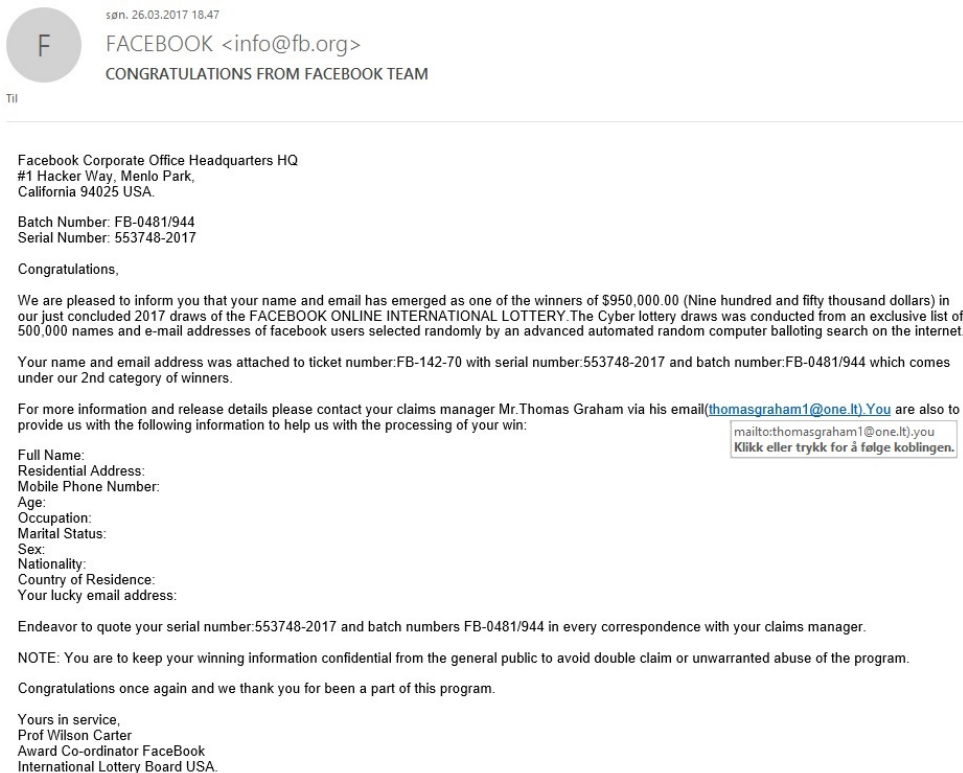 søn. 26.03.2017 18.47
F
FACEBOOK <info@fb.org>
CONGRATULATIONS FROM FACEBOOK TEAM
Til
Facebook Corporate Office Headquarters HQ
#1 Hacker Way, Menlo Park,
California 94025 USA.
Batch Number: FB-0481/944
Serial Number: 553748-2017
Congratulations,
We are pleased to inform you that your name and email has emerged as one of the winners of $950,000.00 (Nine hundred and fifty thousand dollars) in
our just concluded 2017 draws of the FACEBOOK ONLINE INTERNATIONAL LOTTERY.The Cyber lottery draws was conducted from an exclusive list of
500,000 names and e-mail addresses of facebook users selected randomly by an advanced automated random computer balloting search on the internet.
Your name and email address was attached to ticket number:FB-142-70 with serial number:553748-2017 and batch number:FB-0481/944 which comes
under our 2nd category of winners.
For more information and release details please contact your claims manager Mr.Thomas Graham via his email(thomasgraham1@one.lt).You are also to
provide us with the following information to help us with the processing of your win:
mailto:thomasgraham1@one.lt).you
Klikk eller trykk for å følge koblingen.
Full Name:
Residential Address:
Mobile Phone Number:
Age:
Occupation:
Marital Status:
Sex:
Nationality:
Country of Residence:
Your lucky email address:
Endeavor to quote your serial number:553748-2017 and batch numbers FB-0481/944 in every correspondence with your claims manager.
NOTE: You are to keep your winning information confidential from the general public to avoid double claim or unwarranted abuse of the program.
Congratulations once again and we thank you for been a part of this program.
Yours in service,
Prof Wilson Carter
Award Co-ordinator FaceBook
International Lottery Board USA.